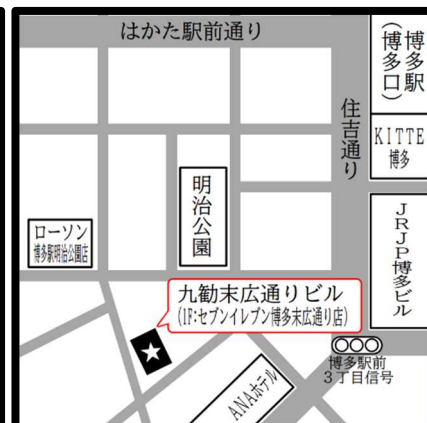 はかた駅前通り
博多駅
(博多口)
住吉通り
KITTE
博多
明治公園
JRJP博多ビル
ローソン
博多駅明治公園店
九勧末広通りビル
(1F:セブンイレブン博多末広通り店)
博多駅前
3丁目信号
ANAホテル